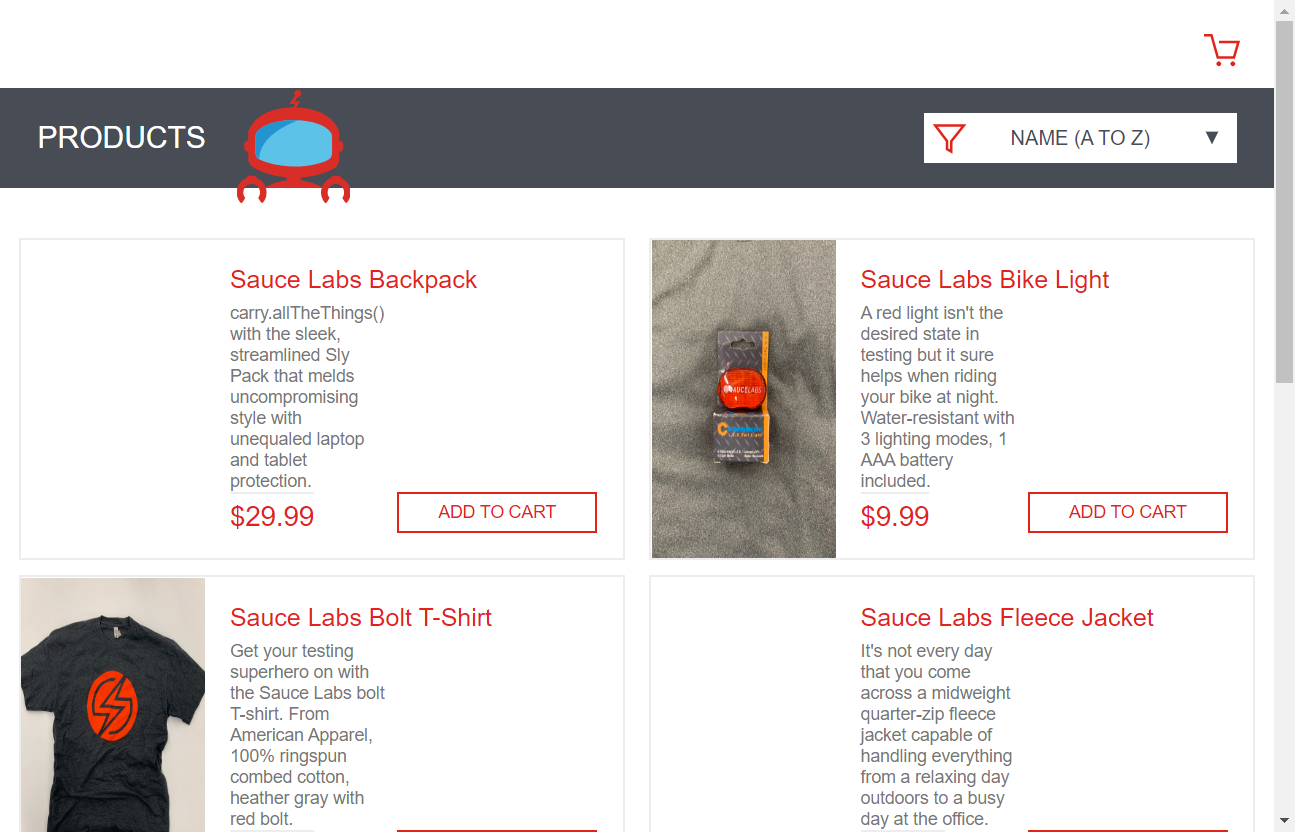 PRODUCTS
NAME (A TO Z)
Sauce Labs Backpack
carry.allTheThings()
with the sleek,
streamlined Sly
Pack that melds
uncompromising
style with
unequaled laptop
and tablet
protection.
$29.99
ADD TO CART
SAUCELABS
Sauce Labs Bike Light
A red light isn't the
desired state in
testing but it sure
helps when riding
your bike at night.
Water-resistant with
3 lighting modes, 1
AAA battery
included.
$9.99
ADD TO CART
Sauce Labs Bolt T-Shirt
Get your testing
superhero on with
the Sauce Labs bolt
T-shirt. From
American Apparel,
100% ringspun
combed cotton,
heather gray with
red bolt.
Sauce Labs Fleece Jacket
It's not every day
that you come
across a midweight
quarter-zip fleece
jacket capable of
handling everything
from a relaxing day
outdoors to a busy
day at the office.